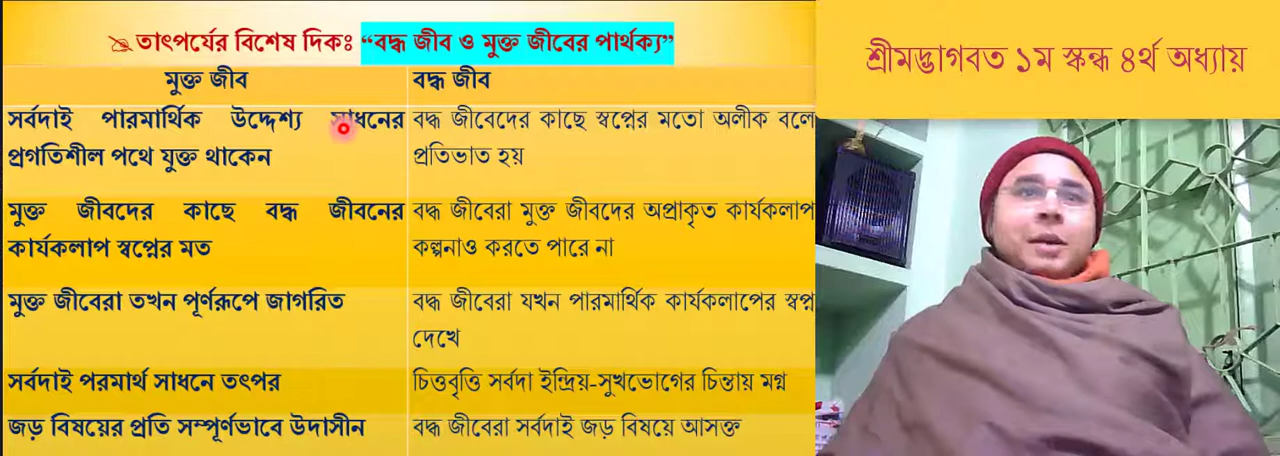 তাৎপর্যের বিশেষ দিকঃ “বদ্ধ জীব ও মুক্ত জীবের পার্থক্য”
মুক্ত জীব
বদ্ধ জীব
সর্বদাই পারমার্থিক উদ্দেশ্য সাধনের
প্রগতিশীল পথে যুক্ত থাকেন
বদ্ধ জীবেদের কাছে স্বপ্নের মতো অলীক বলে
প্রতিভাত হয়
মুক্ত জীবদের কাছে বদ্ধ জীবনের
কার্যকলাপ স্বপ্নের মত
বদ্ধ জীবেরা মুক্ত জীবদের অপ্রাকৃত কার্যকলাপ
কল্পনাও করতে পারে না
মুক্ত জীবেরা তখন পূর্ণরূপে জাগরিত
বদ্ধ জীবেরা যখন পারমার্থিক কার্যকলাপের স্বপ্ন
দেখে
সর্বদাই পরমার্থ সাধনে তৎপর
চিত্তবৃত্তি সর্বদা ইন্দ্রিয়-সুখভোগের চিন্তায় মগ্ন
জড় বিষয়ের প্রতি সম্পূর্ণভাবে উদাসীন
বদ্ধ জীবেরা সর্বদাই জড় বিষয়ে আসক্ত
শ্রীমদ্ভাগবত ১ম স্কন্ধ ৪র্থ অধ্যায়